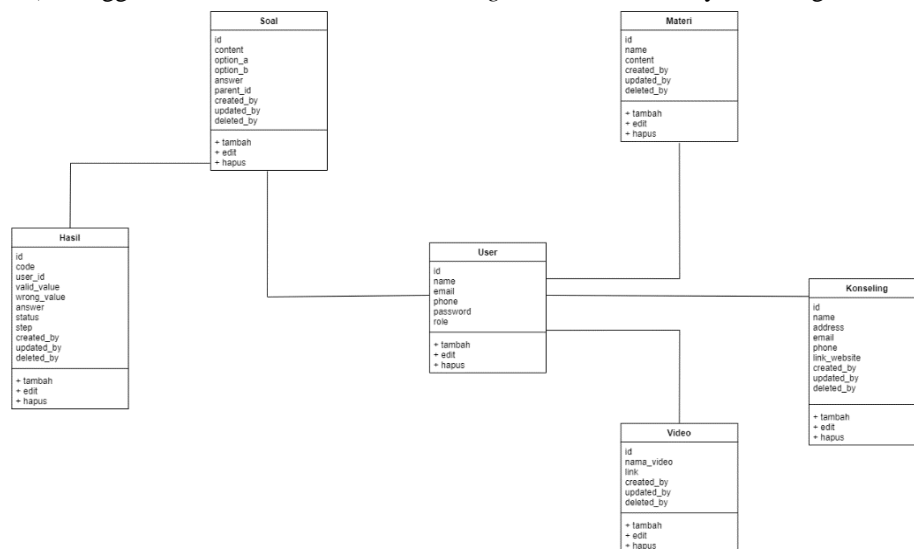 Soal
id
content
option_a
option_b
answer
parent_id
created_by
updated_by
deleted_by
+ tambah
+ edit
+ hapus
Materi
id
name
content
created_by
updated_by
deleted_by
+ tambah
+ edit
+ hapus
Hasil
id
code
user_id
valid_value
wrong_value
answer
status
step
created_by
updated_by
deleted_by
+ tambah
+ edit
+ hapus
User
id
name
email
phone
password
role
+ tambah
+ edit
+ hapus
Konseling
id
name
address
email
phone
link_website
created_by
updated_by
deleted_by
+ tambah
+ edit
+ hapus
Video
id
nama_video
link
created_by
updated_by
deleted_by
+ tambah
+ edit
+ hapus